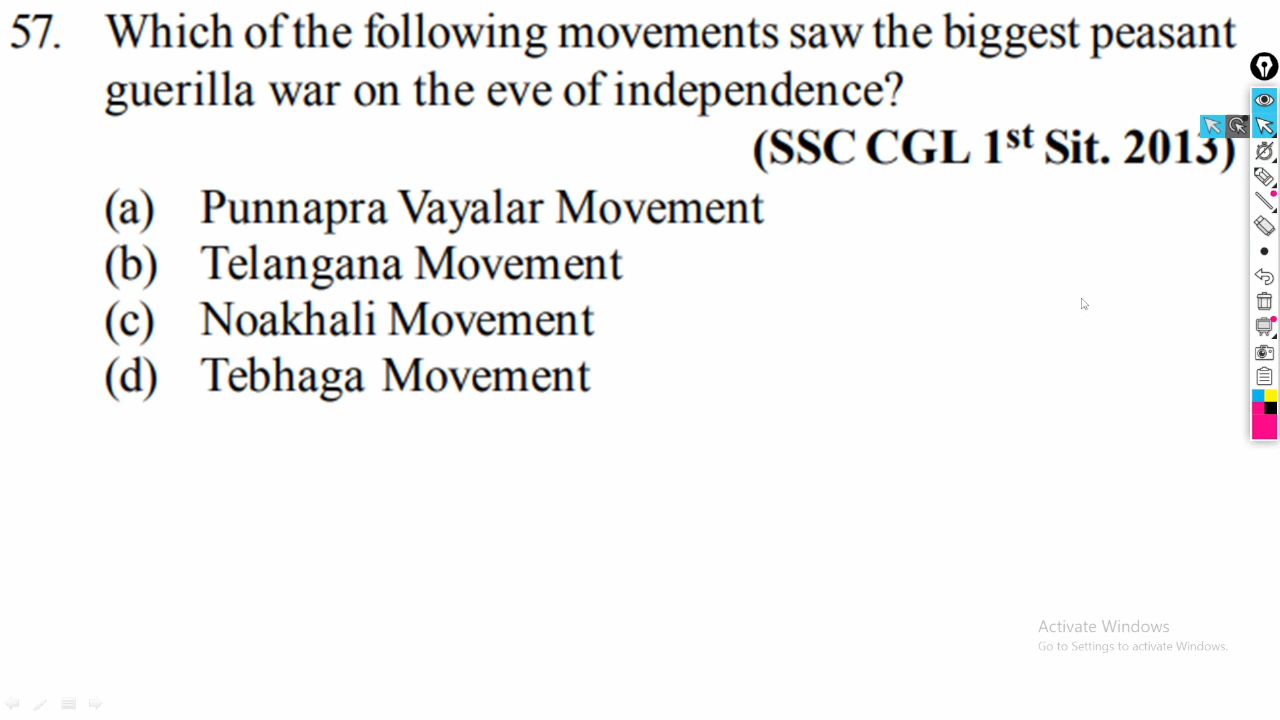 57. Which of the following movements saw the biggest peasant
guerilla war on the eve of independence?
(SSC CGL 1st Sit. 2013)
(a) Punnapra Vayalar Movement
(b) Telangana Movement
(c) Noakhali Movement
(d) Tebhaga Movement
Activate Windows
Go to Settings to activate Windows.